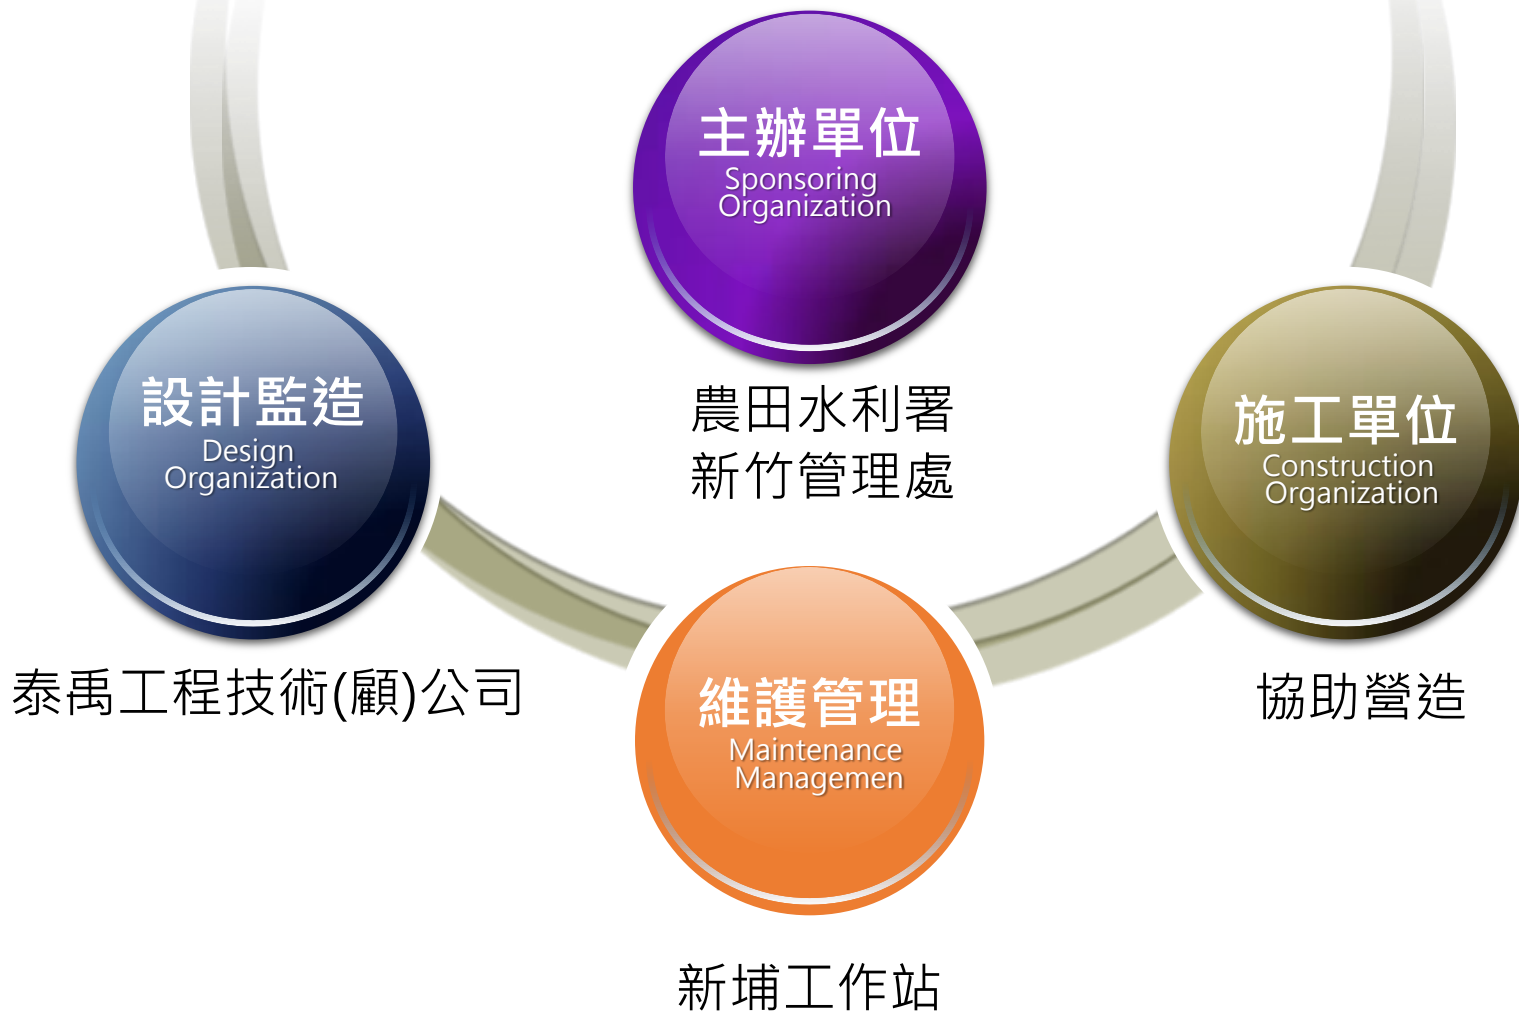 主辦單位
Sponsoring
Organization
農田水利署
新竹管理處
設計監造
Design
Organization
泰禹工程技術(顧)公司
施工單位
Construction
Organization
協助營造
維護管理
Maintenance
Managemen
新埔工作站